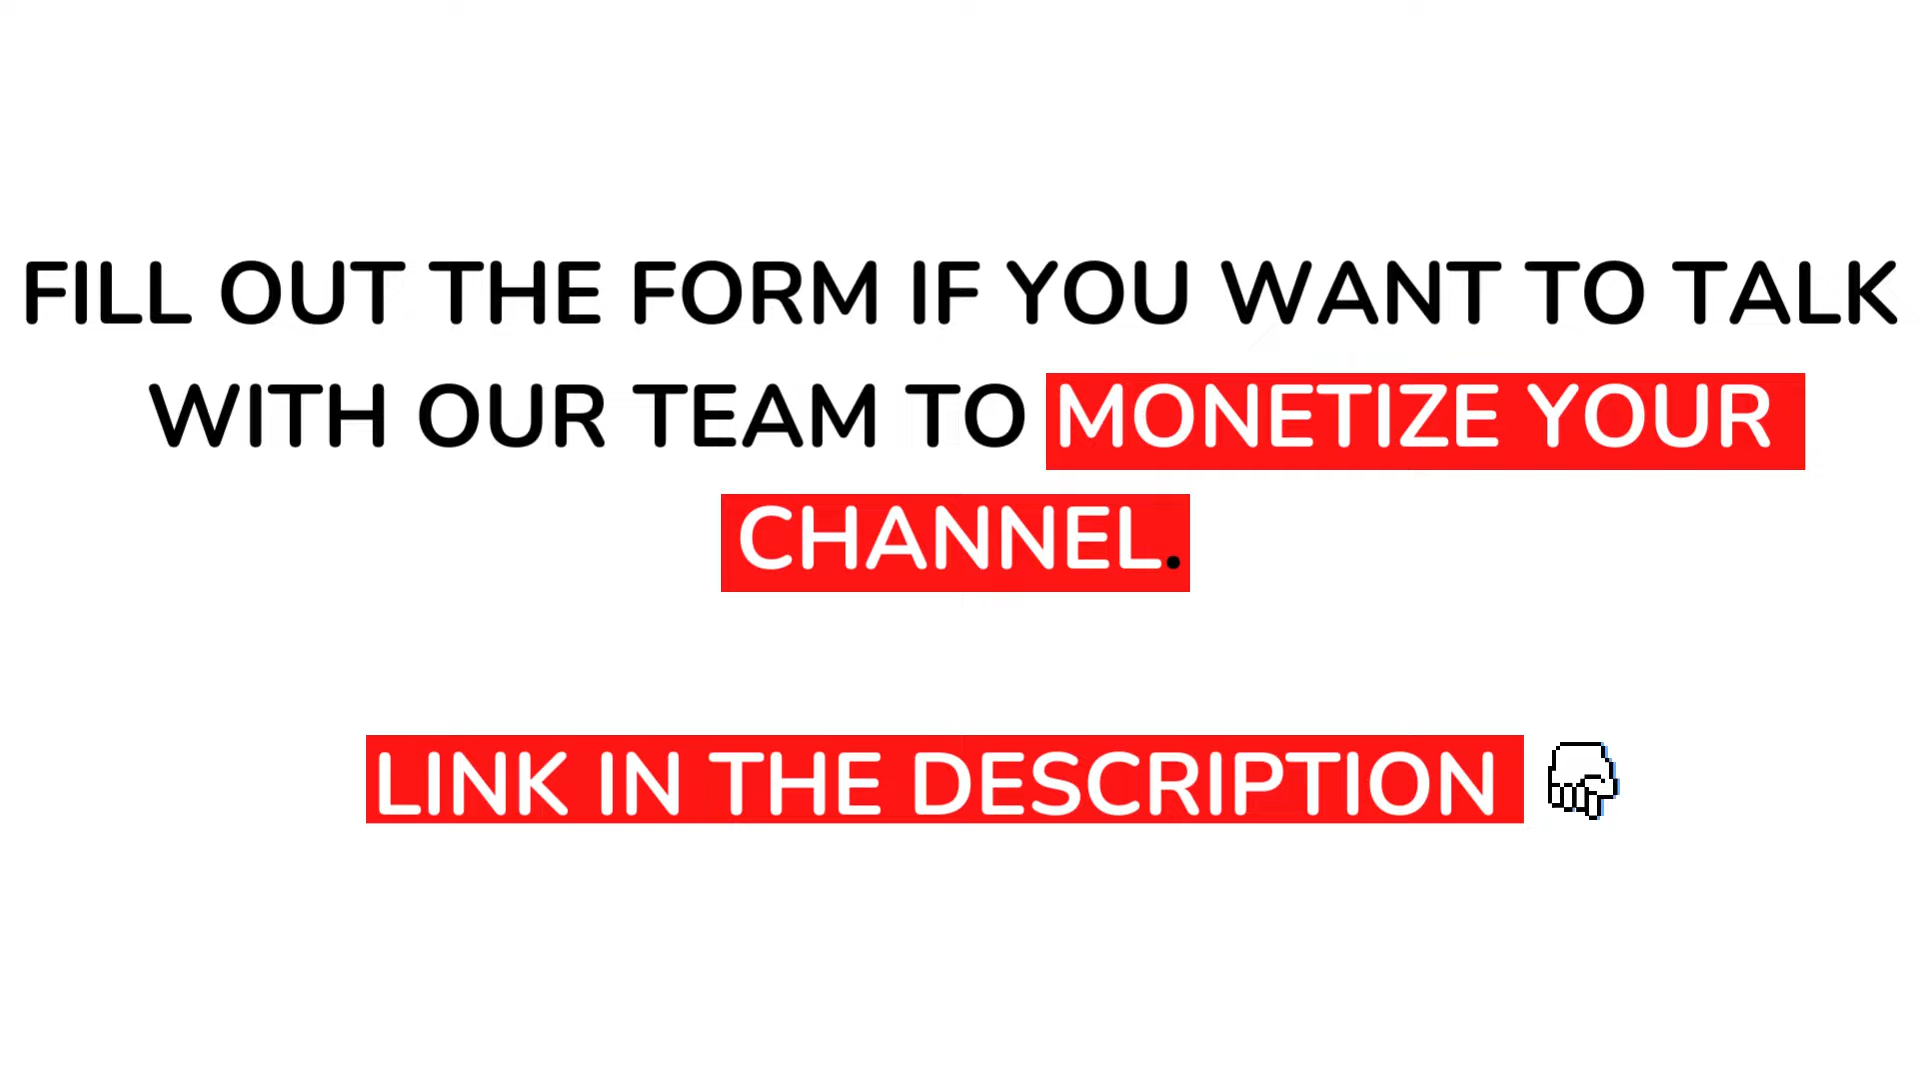 FILL OUT THE FORM IF YOU WANT TO TALK
WITH OUR TEAM TO MONETIZE YOUR
CHANNEL.
LINK IN THE DESCRIPTION